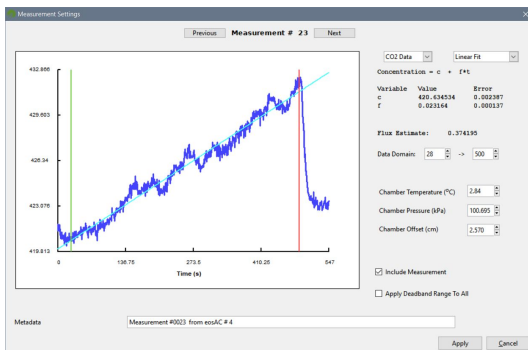 Measurement Settings
Previous Measurement # 23 Next
432.866
429.603
426.34
423.076
419.813
0 136.75 273.5 410.25 547
Time (s)
CO2 Data Linear Fit
Concentration = c + f*t
Variable Value Error
c 420.634534 0.002387
f 0.023164 0.000137
Flux Estimate: 0.374195
Data Domain: 28 -> 500
Chamber Temperature (°C) 2.84
Chamber Pressure (kPa) 100.695
Chamber Offset (cm) 2.570
Include Measurement
Apply Deadband Range To All
Metadata Measurement #0023 from eosAC # 4
Apply Cancel